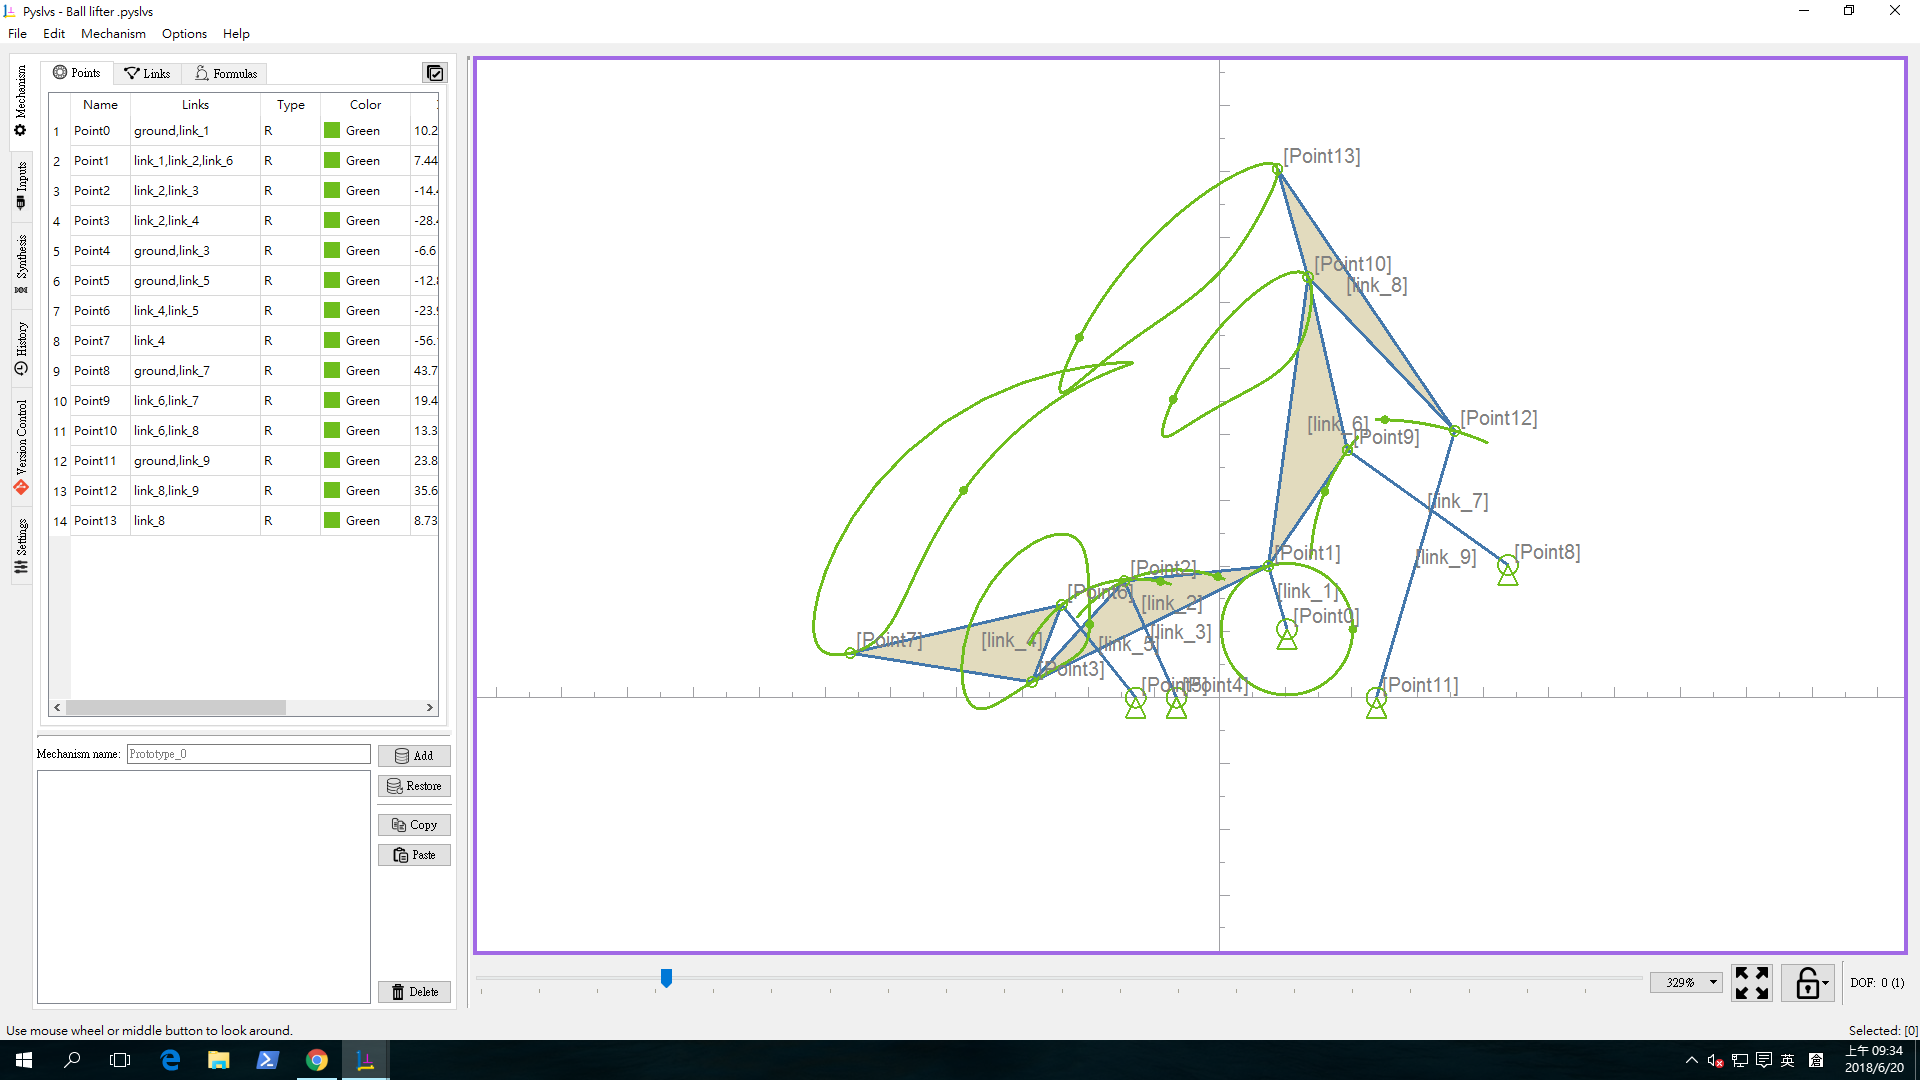 Pyslvs - Ball lifter .pyslvs
File Edit Mechanism Options Help
Mechanism
Inputs
Synthesis
History
Version Control
Settings
Points Links Formulas
Name Links Type Color
1 Point0 ground,link_1 R Green 10.2
2 Point1 link_1,link_2,link_6 R Green 7.44
3 Point2 link_2,link_3 R Green -14.4
4 Point3 link_2,link_4 R Green -28.4
5 Point4 ground,link_3 R Green -6.6
6 Point5 ground,link_5 R Green -12.8
7 Point6 link_4,link_5 R Green -23.9
8 Point7 link_4 R Green -56.
9 Point8 ground,link_7 R Green 43.7
10 Point9 link_6,link_7 R Green 19.4
11 Point10 link_6,link_8 R Green 13.3
12 Point11 ground,link_9 R Green 23.8
13 Point12 link_8,link_9 R Green 35.6
14 Point13 link_8 R Green 8.73
Mechanism name: Prototype_0
Add
Restore
Copy
Paste
Delete
[Point13]
[Point10]
[link_8]
[Point12]
[link_6]
[Point9]
[link_7]
[Point1]
[Point8]
[link_9]
[Point2]
[Point6]
[link_1]
[link_2]
[Point0]
[link_3]
[Point7]
[link_4]
[link_5]
[Point3]
[Point5]
[Point4]
[Point11]
329%
DOF: 0 (1)
Use mouse wheel or middle button to look around.
Selected: [0]
英
上午 09:34
2018/6/20